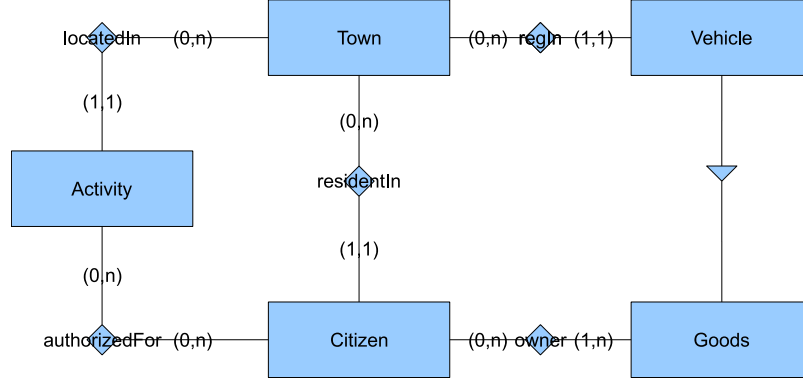 locatedIn (0,n) Town (0,n) regIn (1,1) Vehicle
(1,1) (0,n)
Activity residentIn
(0,n) (1,1)
authorizedFor (0,n) Citizen (0,n) owner (1,n) Goods